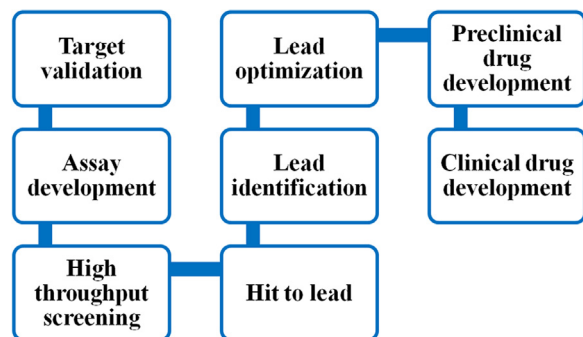 Target
validation
Assay
development
High
throughput
screening
Hit to lead
Lead
identification
Lead
optimization
Preclinical
drug
development
Clinical drug
development